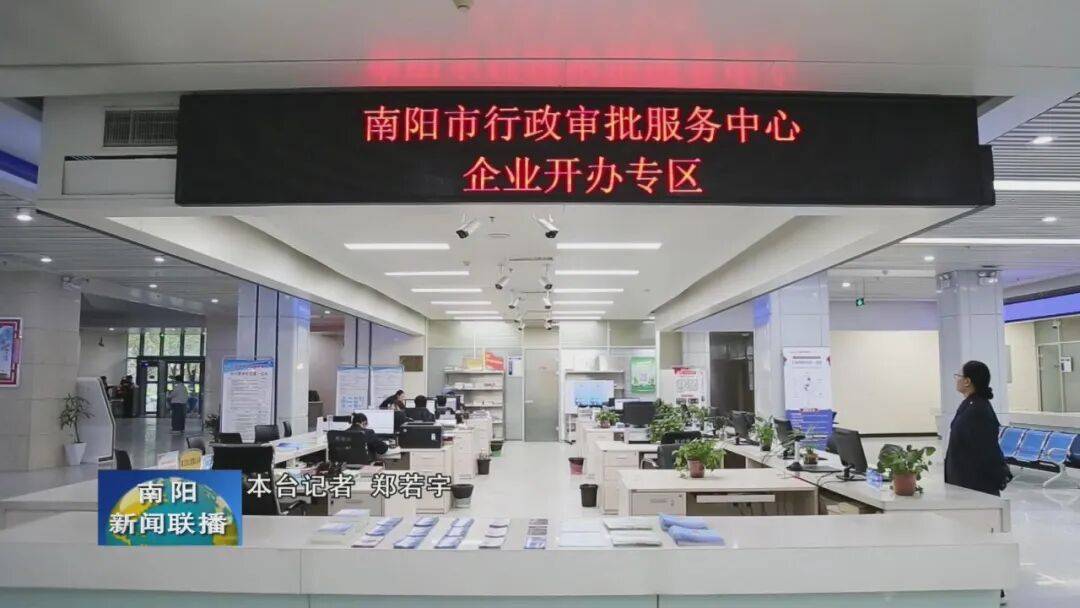 南阳市行政审批服务中心
企业开办专区
南阳
新闻联播
本台记者 郑若宇